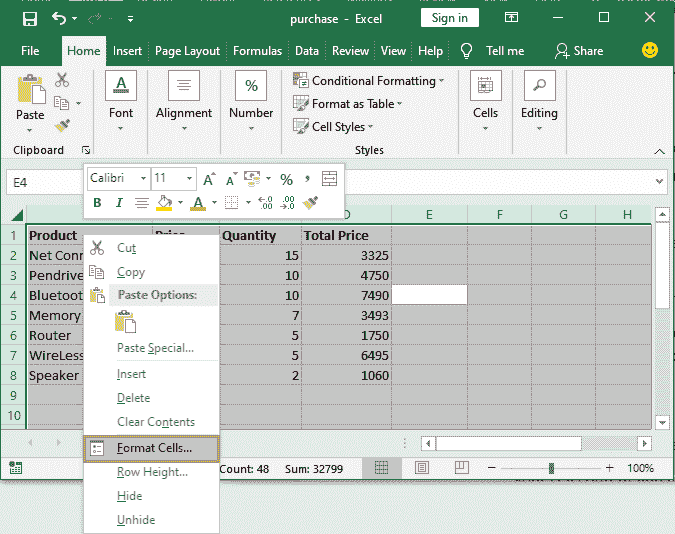 purchase - Excel
Sign in
File Home Insert Page Layout Formulas Data Review View Help Tell me Share
Paste
Font
Alignment
%
Number
Conditional Formatting
Format as Table
Cell Styles
Cells
Editing
Clipboard
Styles
E4
Calibri 11 A A % ,
B I A .00 .00
E F G H
1 Product Quantity Total Price
2 Net Conn 15 3325
3 Pendrive 10 4750
4 Bluetoot 10 7490
5 Memory 7 3493
6 Router 5 1750
7 WireLess 5 6495
8 Speaker 2 1060
9
10
Cut
Copy
Paste Options:
Paste Special...
Insert
Delete
Clear Contents
Format Cells...
Row Height...
Hide
Unhide
Count: 48 Sum: 32799 100%